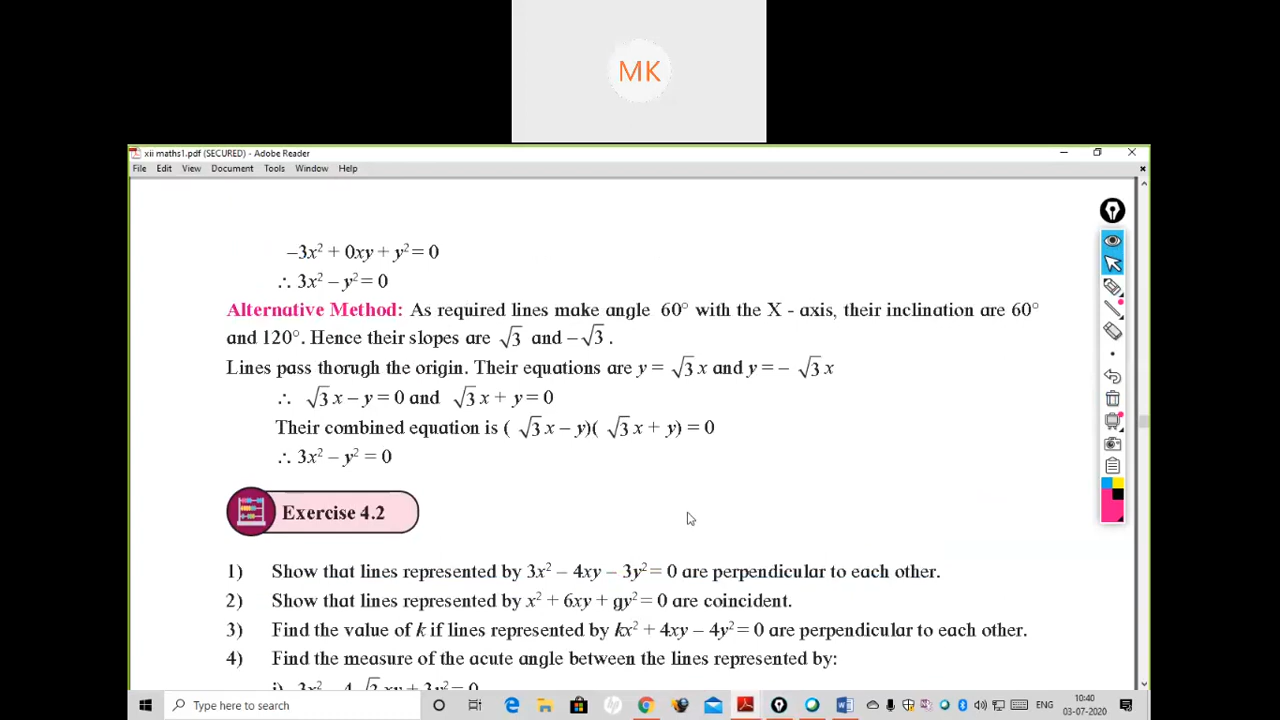 MK
xii maths1.pdf (SECURED) - Adobe Reader
File Edit View Document Tools Window Help
–3x² + 0xy + y² = 0
∴ 3x² – y² = 0
Alternative Method: As required lines make angle 60° with the X - axis, their inclination are 60°
and 120°. Hence their slopes are √3 and –√3 .
Lines pass thorugh the origin. Their equations are y = √3 x and y = – √3 x
∴ √3 x – y = 0 and √3 x + y = 0
Their combined equation is ( √3 x – y)( √3 x + y) = 0
∴ 3x² – y² = 0
Exercise 4.2
1) Show that lines represented by 3x² – 4xy – 3y² = 0 are perpendicular to each other.
2) Show that lines represented by x² + 6xy + gy² = 0 are coincident.
3) Find the value of k if lines represented by kx² + 4xy – 4y² = 0 are perpendicular to each other.
4) Find the measure of the acute angle between the lines represented by:
i) 3x² – 4 √3 xy + 3y² = 0
Type here to search
ENG
10:40
03-07-2020